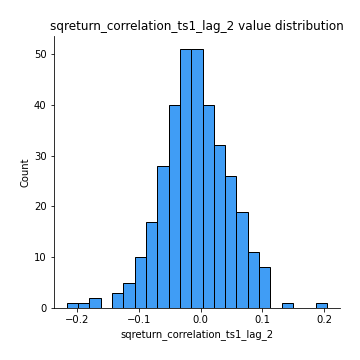 sqreturn_correlation_ts1_lag_2 value distribution
50
40
30
20
10
0
Count
−0.2 −0.1 0.0 0.1 0.2
sqreturn_correlation_ts1_lag_2